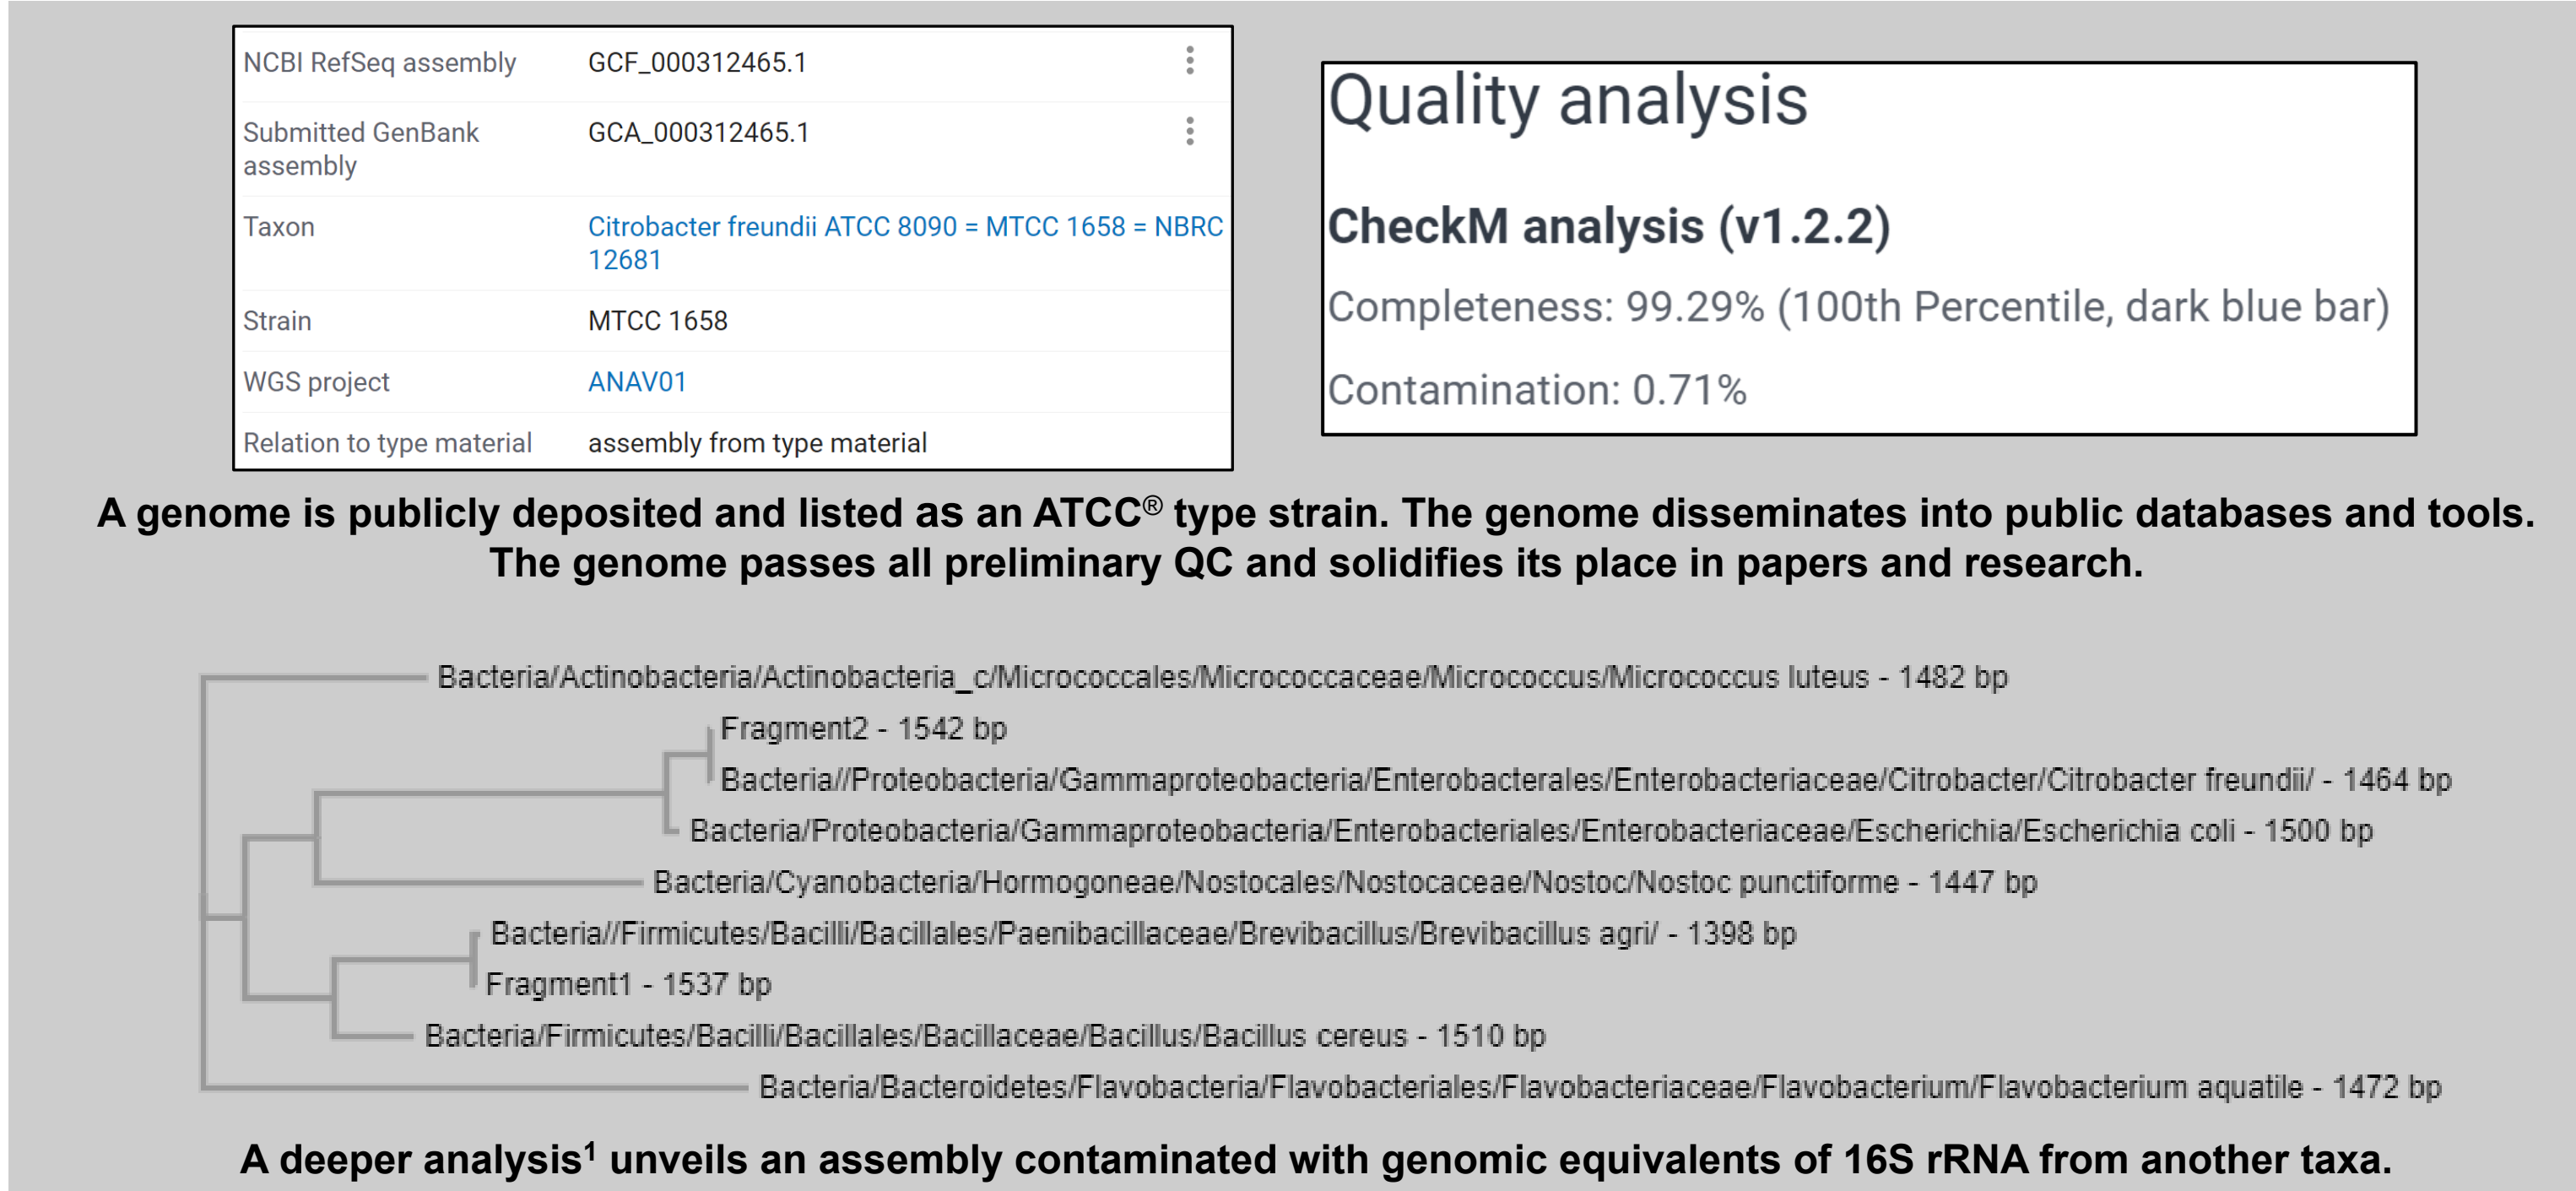 NCBI RefSeq assembly GCF_000312465.1
Submitted GenBank assembly GCA_000312465.1
Taxon Citrobacter freundii ATCC 8090 = MTCC 1658 = NBRC 12681
Strain MTCC 1658
WGS project ANAV01
Relation to type material assembly from type material
Quality analysis
CheckM analysis (v1.2.2)
Completeness: 99.29% (100th Percentile, dark blue bar)
Contamination: 0.71%
A genome is publicly deposited and listed as an ATCC® type strain. The genome disseminates into public databases and tools.
The genome passes all preliminary QC and solidifies its place in papers and research.
Bacteria/Actinobacteria/Actinobacteria_c/Micrococcales/Micrococcaceae/Micrococcus/Micrococcus luteus - 1482 bp
Fragment2 - 1542 bp
Bacteria//Proteobacteria/Gammaproteobacteria/Enterobacterales/Enterobacteriaceae/Citrobacter/Citrobacter freundii/ - 1464 bp
Bacteria/Proteobacteria/Gammaproteobacteria/Enterobacteriales/Enterobacteriaceae/Escherichia/Escherichia coli - 1500 bp
Bacteria/Cyanobacteria/Hormogoneae/Nostocales/Nostocaceae/Nostoc/Nostoc punctiforme - 1447 bp
Bacteria//Firmicutes/Bacilli/Bacillales/Paenibacillaceae/Brevibacillus/Brevibacillus agri/ - 1398 bp
Fragment1 - 1537 bp
Bacteria/Firmicutes/Bacilli/Bacillales/Bacillaceae/Bacillus/Bacillus cereus - 1510 bp
Bacteria/Bacteroidetes/Flavobacteria/Flavobacteriales/Flavobacteriaceae/Flavobacterium/Flavobacterium aquatile - 1472 bp
A deeper analysis¹ unveils an assembly contaminated with genomic equivalents of 16S rRNA from another taxa.